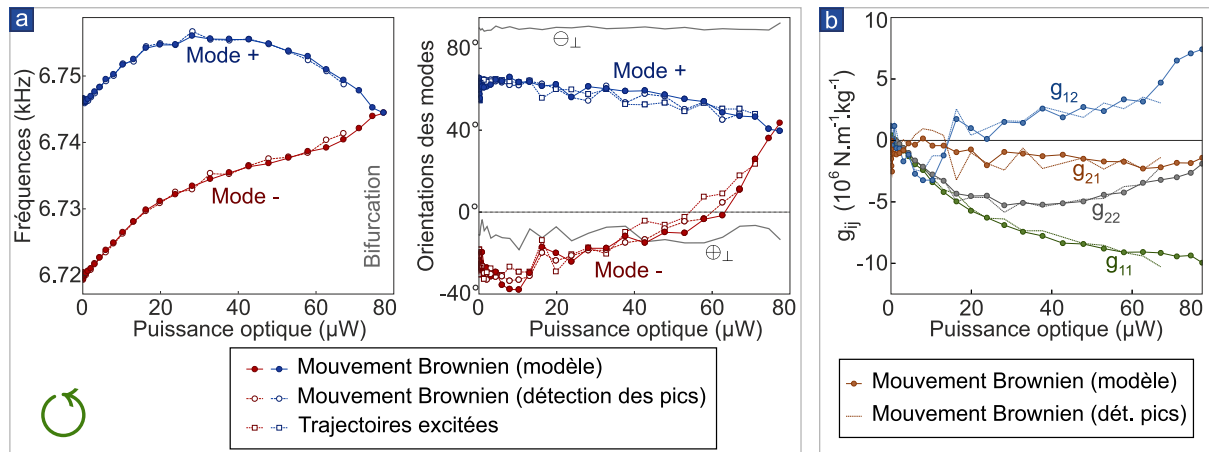 a
Fréquences (kHz)
6.75
6.74
6.73
6.72
Mode +
Mode -
Bifurcation
0 20 40 60 80
Puissance optique (µW)
Orientations des modes
80°
40°
0°
-40°
⊖⊥
Mode +
Mode -
⊕⊥
0 20 40 60 80
Puissance optique (µW)
Mouvement Brownien (modèle)
Mouvement Brownien (détection des pics)
Trajectoires excitées
b
g_ij (10⁶ N.m⁻¹.kg⁻¹)
10
5
0
-5
-10
g₁₂
g₂₁
g₂₂
g₁₁
0 20 40 60 80
Puissance optique (µW)
Mouvement Brownien (modèle)
Mouvement Brownien (dét. pics)